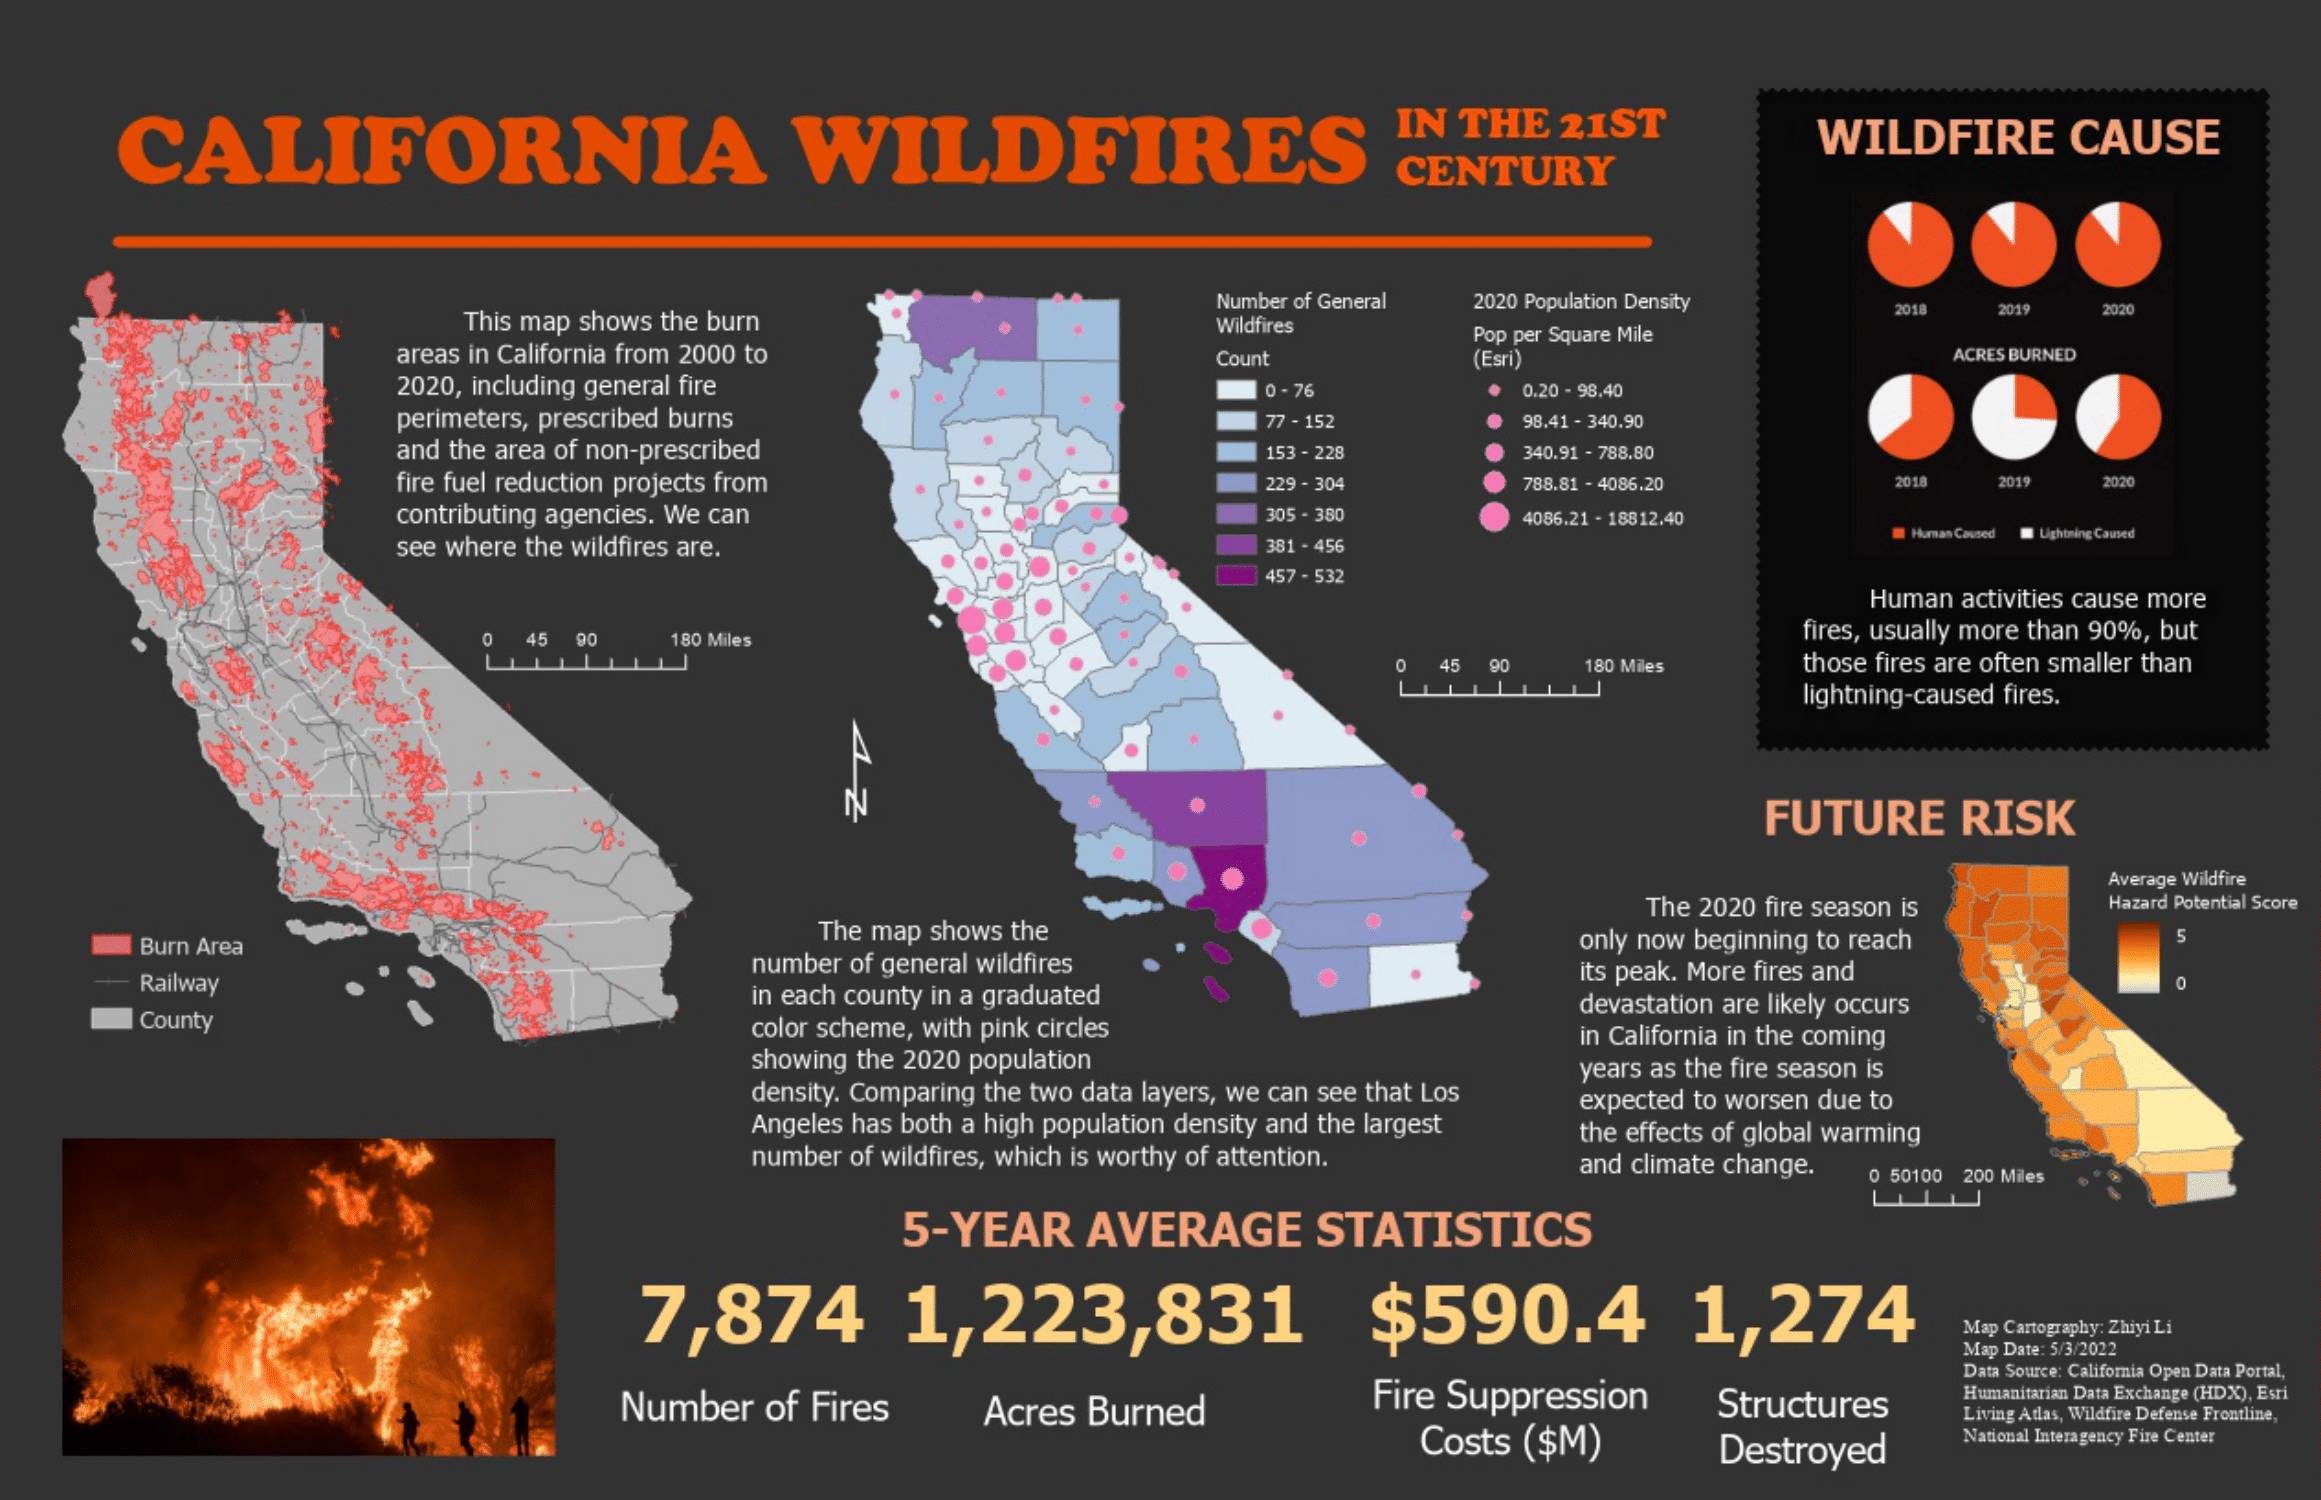 CALIFORNIA WILDFIRES
IN THE 21ST
CENTURY
This map shows the burn
areas in California from 2000 to
2020, including general fire
perimeters, prescribed burns
and the area of non-prescribed
fire fuel reduction projects from
contributing agencies. We can
see where the wildfires are.
0 45 90 180 Miles
Burn Area
Railway
County
N
Number of General
Wildfires
Count
0 - 76
77 - 152
153 - 228
229 - 304
305 - 380
381 - 456
457 - 532
2020 Population Density
Pop per Square Mile
(Esri)
0.20 - 98.40
98.41 - 340.90
340.91 - 788.80
788.81 - 4086.20
4086.21 - 18812.40
0 45 90 180 Miles
The map shows the
number of general wildfires
in each county in a graduated
color scheme, with pink circles
showing the 2020 population
density. Comparing the two data layers, we can see that Los
Angeles has both a high population density and the largest
number of wildfires, which is worthy of attention.
WILDFIRE CAUSE
2018 2019 2020
ACRES BURNED
2018 2019 2020
Human Caused Lightning Caused
Human activities cause more
fires, usually more than 90%, but
those fires are often smaller than
lightning-caused fires.
FUTURE RISK
The 2020 fire season is
only now beginning to reach
its peak. More fires and
devastation are likely occurs
in California in the coming
years as the fire season is
expected to worsen due to
the effects of global warming
and climate change.
Average Wildfire
Hazard Potential Score
5
0
0 50100 200 Miles
5-YEAR AVERAGE STATISTICS
7,874 1,223,831 $590.4 1,274
Number of Fires
Acres Burned
Fire Suppression
Costs ($M)
Structures
Destroyed
Map Cartography: Zhiyi Li
Map Date: 5/3/2022
Data Source: California Open Data Portal,
Humanitarian Data Exchange (HDX), Esri
Living Atlas, Wildfire Defense Frontline,
National Interagency Fire Center